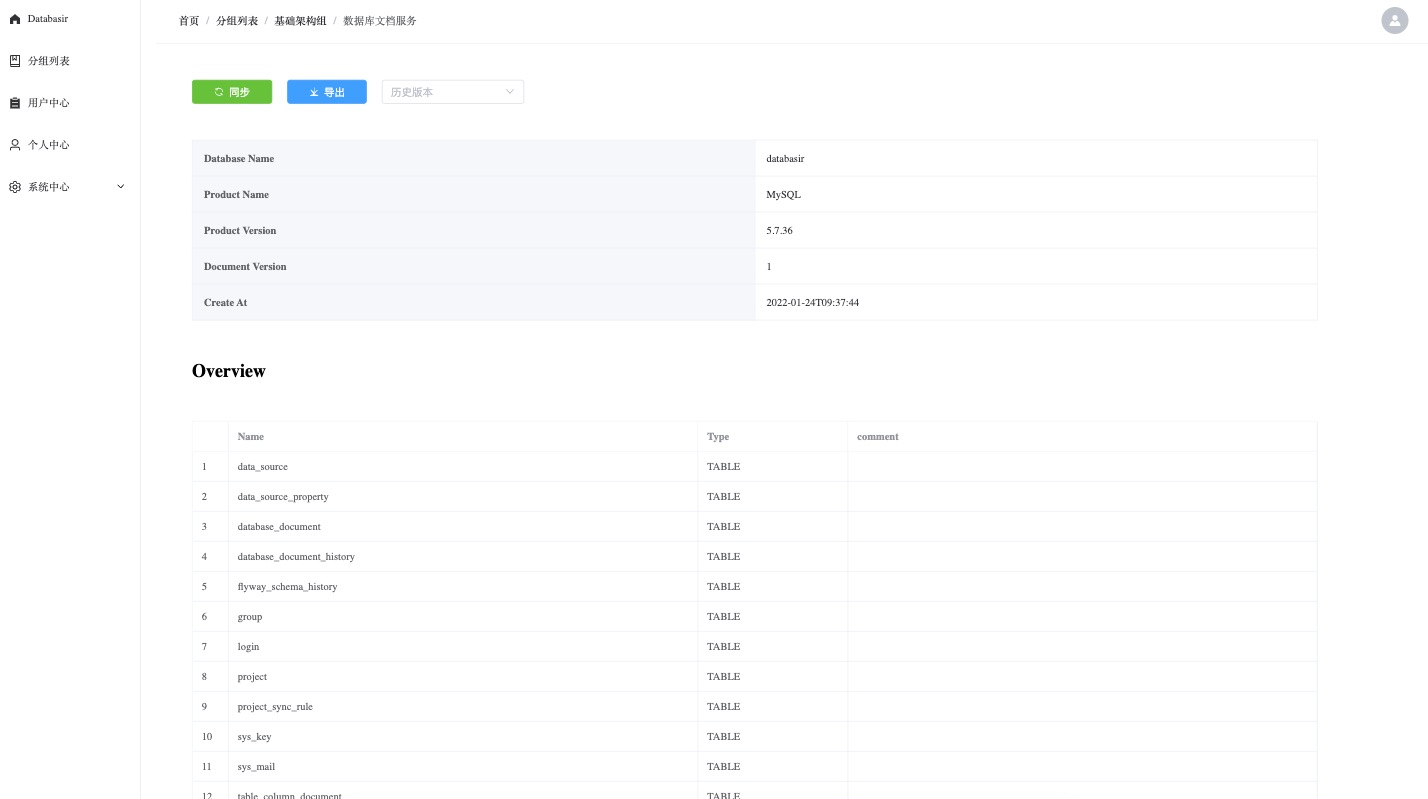 Databasir
分组列表
用户中心
个人中心
系统中心
首页 / 分组列表 / 基础架构组 / 数据库文档服务
同步 导出 历史版本
Database Name databasir
Product Name MySQL
Product Version 5.7.36
Document Version 1
Create At 2022-01-24T09:37:44
Overview
Name Type comment
1 data_source TABLE
2 data_source_property TABLE
3 database_document TABLE
4 database_document_history TABLE
5 flyway_schema_history TABLE
6 group TABLE
7 login TABLE
8 project TABLE
9 project_sync_rule TABLE
10 sys_key TABLE
11 sys_mail TABLE
12 table_column_document TABLE